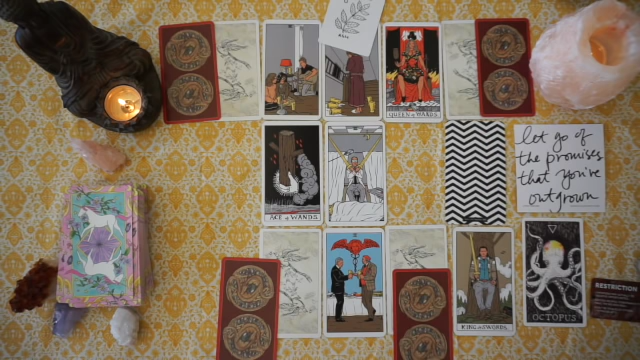 QUEEN of WANDS
let go of
the promises
that you've
outgrown
ACE of WANDS
KING of SWORDS
OCTOPUS
RESTRICTION